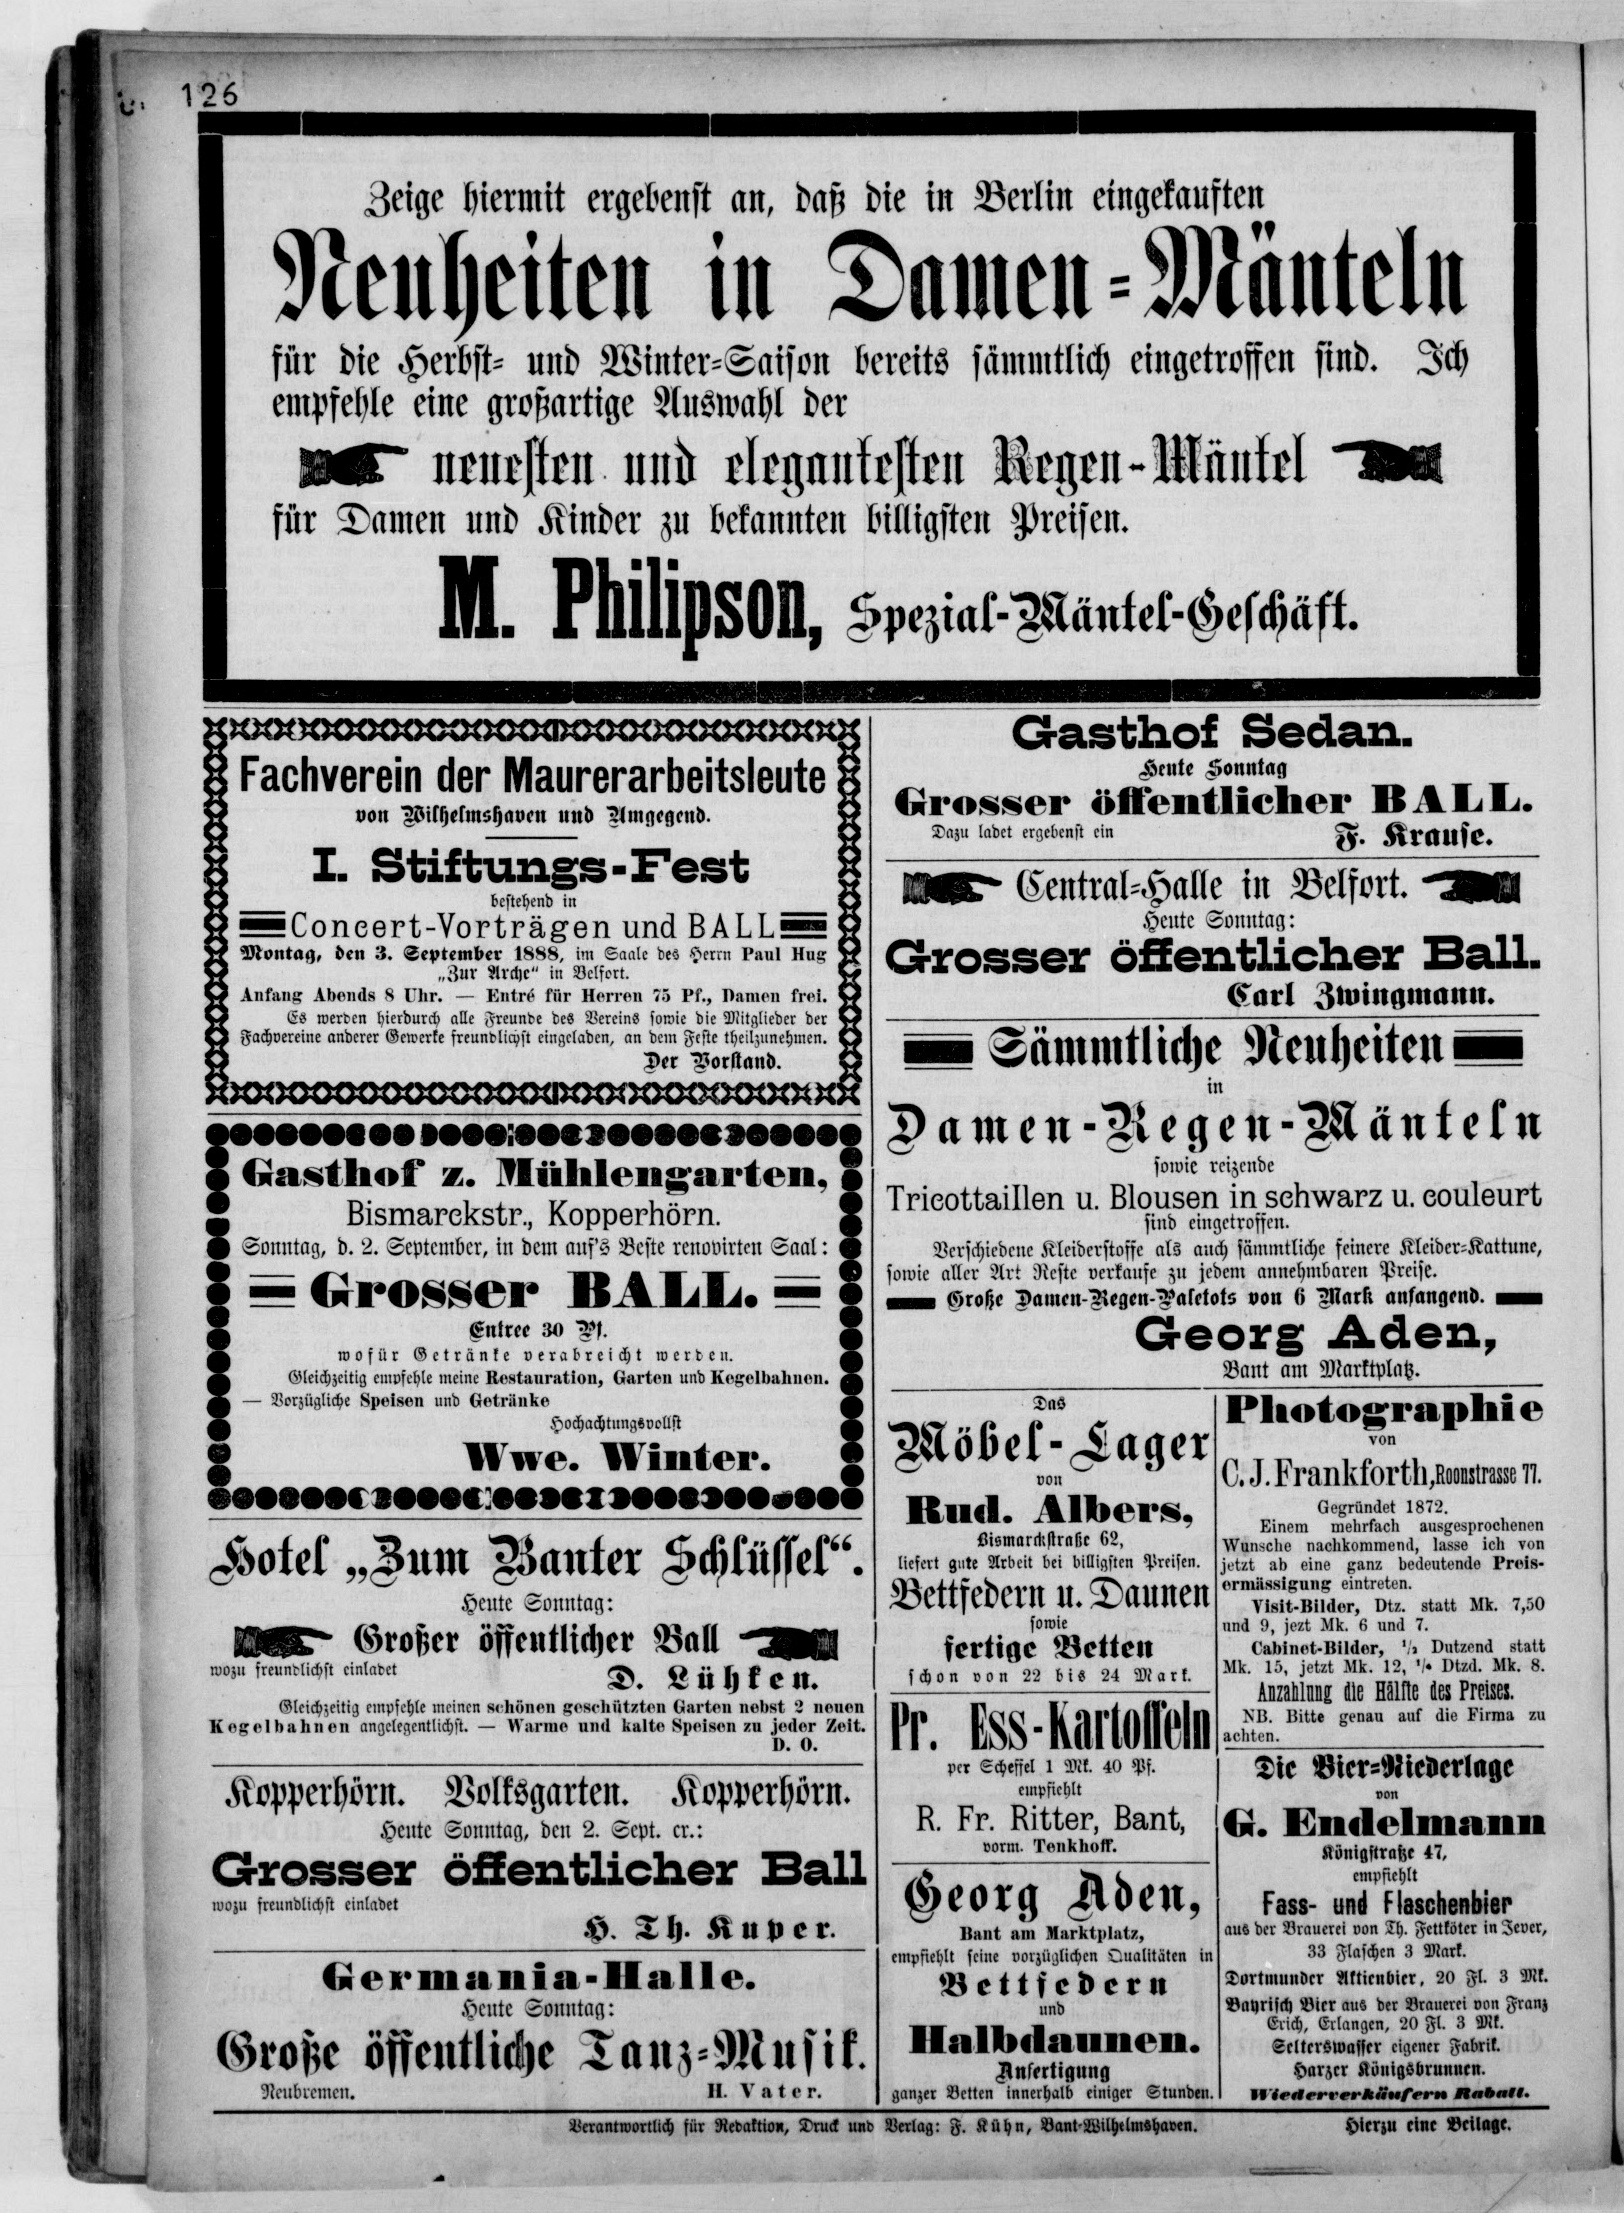 126
Zeige hiermit ergebenst an, daß die in Berlin eingekauften
Neuheiten in Damen-Mänteln
für die Herbst- und Winter-Saison bereits sämmtlich eingetroffen sind. Ich
empfehle eine großartige Auswahl der
neuesten und elegantesten Regen-Mäntel
für Damen und Kinder zu bekannten billigsten Preisen.
M. Philipson, Spezial-Mäntel-Geschäft.
Fachverein der Maurerarbeitsleute
von Wilhelmshaven und Umgegend.
I. Stiftungs-Fest
bestehend in
Concert-Vorträgen und BALL
Montag, den 3. September 1888, im Saale des Herrn Paul Hug
„Zur Arche“ in Belfort.
Anfang Abends 8 Uhr. — Entré für Herren 75 Pf., Damen frei.
Es werden hierdurch alle Freunde des Vereins sowie die Mitglieder der
Fachvereine anderer Gewerke freundlichst eingeladen, an dem Feste theilzunehmen.
Der Vorstand.
Gasthof z. Mühlengarten,
Bismarckstr., Kopperhörn.
Sonntag, d. 2. September, in dem auf's Beste renovirten Saal:
Grosser BALL.
Entree 30 Pf.
wofür Getränke verabreicht werden.
Gleichzeitig empfehle meine Restauration, Garten und Kegelbahnen.
— Vorzügliche Speisen und Getränke
Hochachtungsvollst
Wwe. Winter.
Hotel „Zum Banter Schlüssel“.
Heute Sonntag:
Großer öffentlicher Ball
wozu freundlichst einladet
D. Lühken.
Gleichzeitig empfehle meinen schönen geschützten Garten nebst 2 neuen
Kegelbahnen angelegentlichst. — Warme und kalte Speisen zu jeder Zeit.
D. O.
Kopperhörn. Volksgarten. Kopperhörn.
Heute Sonntag, den 2. Sept. cr.:
Grosser öffentlicher Ball
wozu freundlichst einladet
H. Th. Kuper.
Germania-Halle.
Heute Sonntag:
Große öffentliche Tanz-Musik.
Neubremen. H. Vater.
Gasthof Sedan.
Heute Sonntag
Grosser öffentlicher BALL.
Dazu ladet ergebenst ein
F. Krause.
Central-Halle in Belfort.
Heute Sonntag:
Grosser öffentlicher Ball.
Carl Zwingmann.
Sämmtliche Neuheiten
in
Damen-Regen-Mänteln
sowie reizende
Tricottaillen u. Blousen in schwarz u. couleurt
sind eingetroffen.
Verschiedene Kleiderstoffe als auch sämmtliche feinere Kleider-Kattune,
sowie aller Art Reste verkaufe zu jedem annehmbaren Preise.
Große Damen-Regen-Paletots von 6 Mark anfangend.
Georg Aden,
Bant am Marktplatz.
Das
Möbel-Lager
von
Rud. Albers,
Bismarckstraße 62,
liefert gute Arbeit bei billigsten Preisen.
Bettfedern u. Daunen
sowie
fertige Betten
schon von 22 bis 24 Mark.
Pr. Ess-Kartoffeln
per Scheffel 1 Mk. 40 Pf.
empfiehlt
R. Fr. Ritter, Bant,
vorm. Tenkhoff.
Georg Aden,
Bant am Marktplatz,
empfiehlt seine vorzüglichen Qualitäten in
Bettfedern
und
Halbdaunen.
Anfertigung
ganzer Betten innerhalb einiger Stunden.
Photographie
von
C. J. Frankforth, Roonstrasse 77.
Gegründet 1872.
Einem mehrfach ausgesprochenen
Wunsche nachkommend, lasse ich von
jetzt ab eine ganz bedeutende Preis-
ermässigung eintreten.
Visit-Bilder, Dtz. statt Mk. 7,50
und 9, jezt Mk. 6 und 7.
Cabinet-Bilder, 1/2 Dutzend statt
Mk. 15, jetzt Mk. 12, 1/4 Dtzd. Mk. 8.
Anzahlung die Hälfte des Preises.
NB. Bitte genau auf die Firma zu
achten.
Die Bier-Niederlage
von
G. Endelmann
Königstraße 47,
empfiehlt
Fass- und Flaschenbier
aus der Brauerei von Th. Fettköter in Jever,
33 Flaschen 3 Mark.
Dortmunder Aktienbier, 20 Fl. 3 Mk.
Bayrisch Bier aus der Brauerei von Franz
Erich, Erlangen, 20 Fl. 3 Mk.
Selterswasser eigener Fabrik.
Harzer Königsbrunnen.
Wiederverkäufern Rabatt.
Verantwortlich für Redaktion, Druck und Verlag: F. Kühn, Bant-Wilhelmshaven. Hierzu eine Beilage.